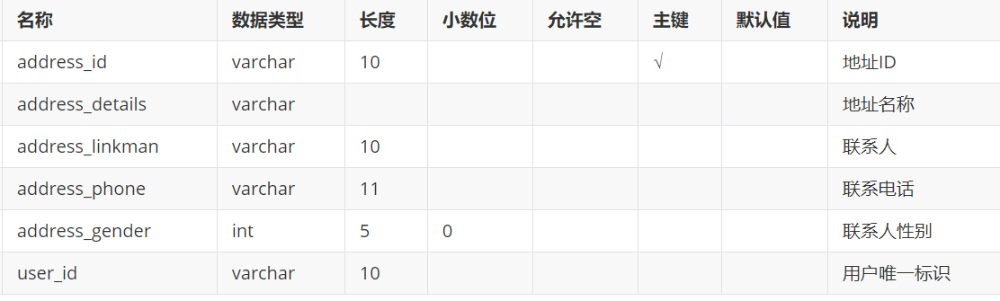 名称 数据类型 长度 小数位 允许空 主键 默认值 说明
address_id varchar 10 √ 地址ID
address_details varchar 地址名称
address_linkman varchar 10 联系人
address_phone varchar 11 联系电话
address_gender int 5 0 联系人性别
user_id varchar 10 用户唯一标识